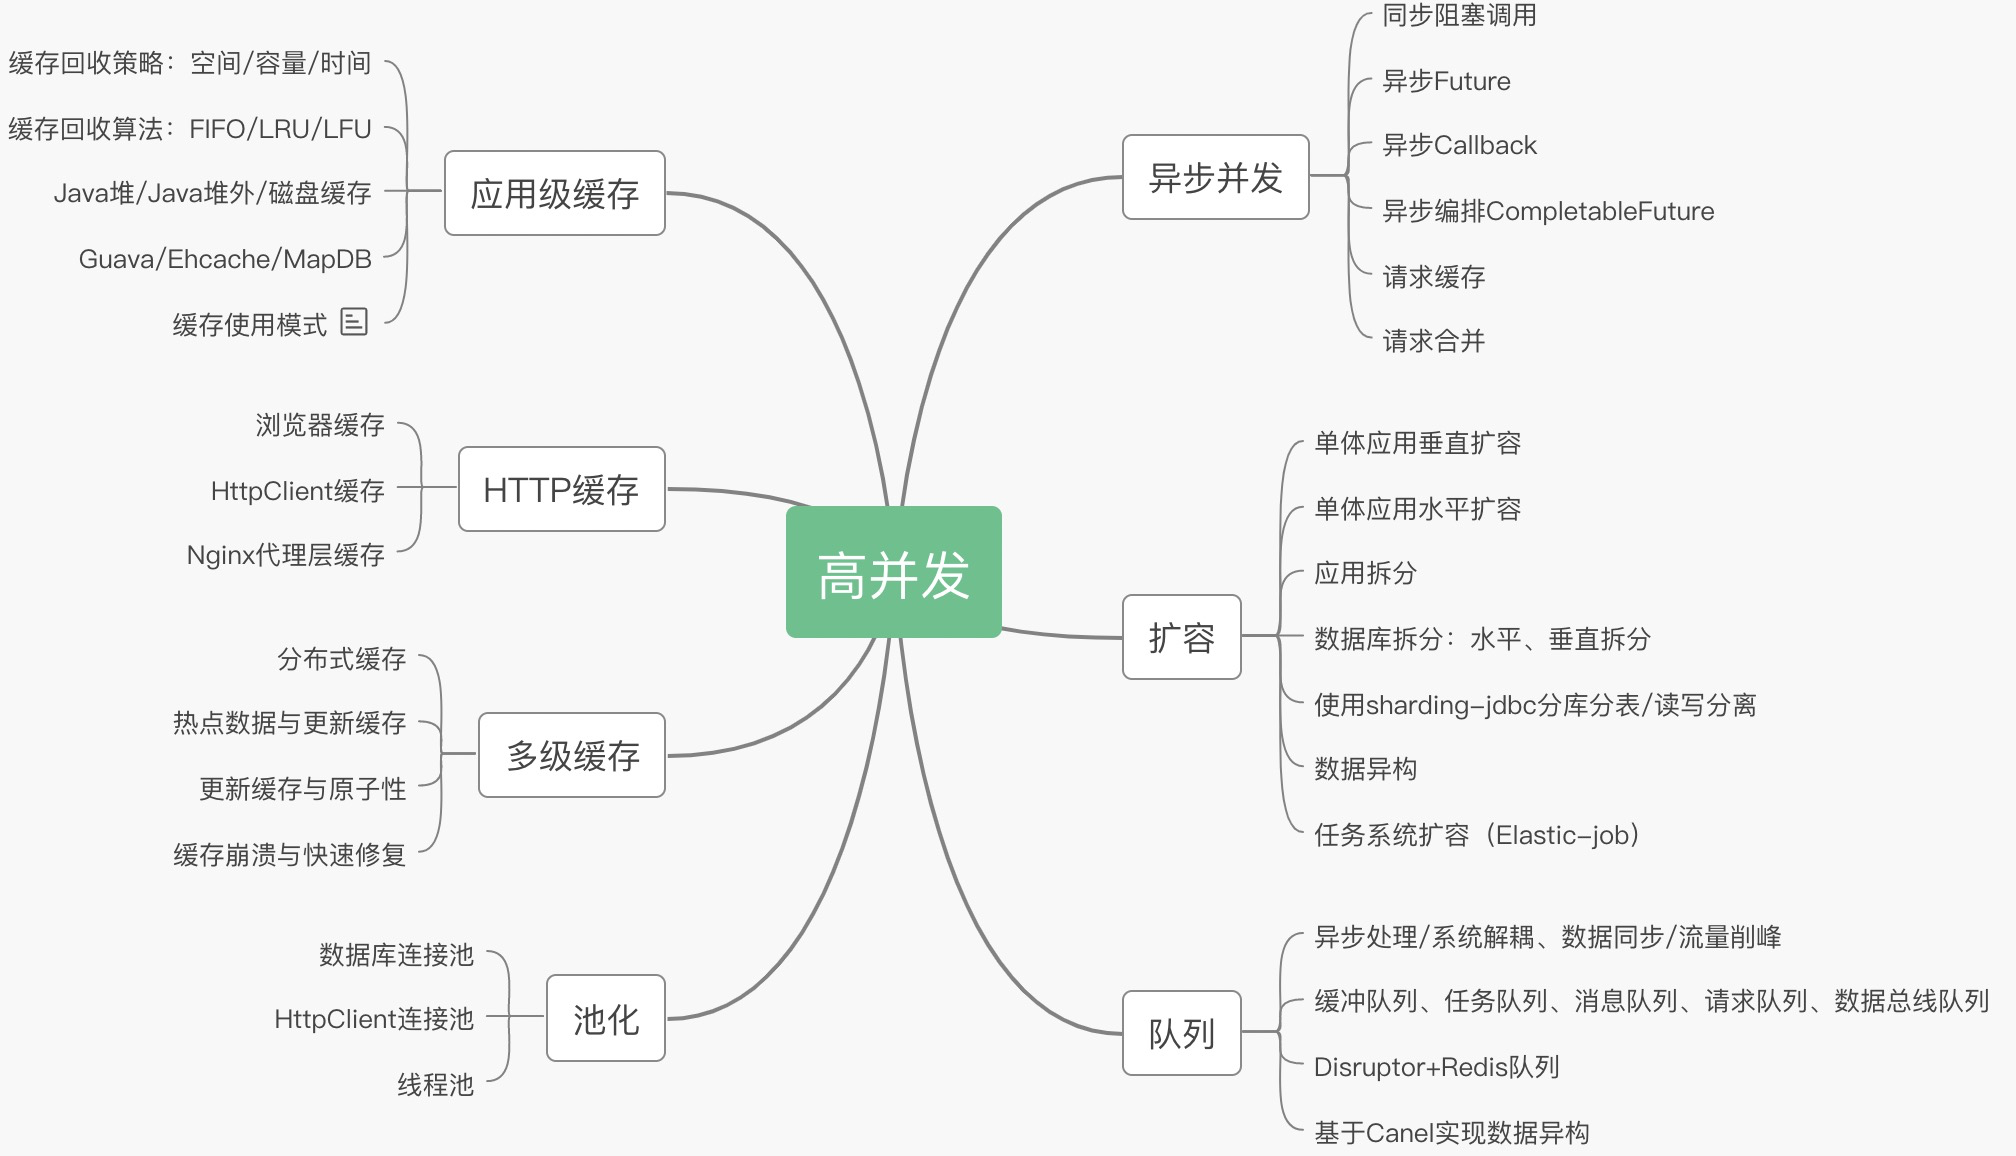 高并发
应用级缓存
缓存回收策略：空间/容量/时间
缓存回收算法：FIFO/LRU/LFU
Java堆/Java堆外/磁盘缓存
Guava/Ehcache/MapDB
缓存使用模式
HTTP缓存
浏览器缓存
HttpClient缓存
Nginx代理层缓存
多级缓存
分布式缓存
热点数据与更新缓存
更新缓存与原子性
缓存崩溃与快速修复
池化
数据库连接池
HttpClient连接池
线程池
异步并发
同步阻塞调用
异步Future
异步Callback
异步编排CompletableFuture
请求缓存
请求合并
扩容
单体应用垂直扩容
单体应用水平扩容
应用拆分
数据库拆分：水平、垂直拆分
使用sharding-jdbc分库分表/读写分离
数据异构
任务系统扩容（Elastic-job）
队列
异步处理/系统解耦、数据同步/流量削峰
缓冲队列、任务队列、消息队列、请求队列、数据总线队列
Disruptor+Redis队列
基于Canel实现数据异构